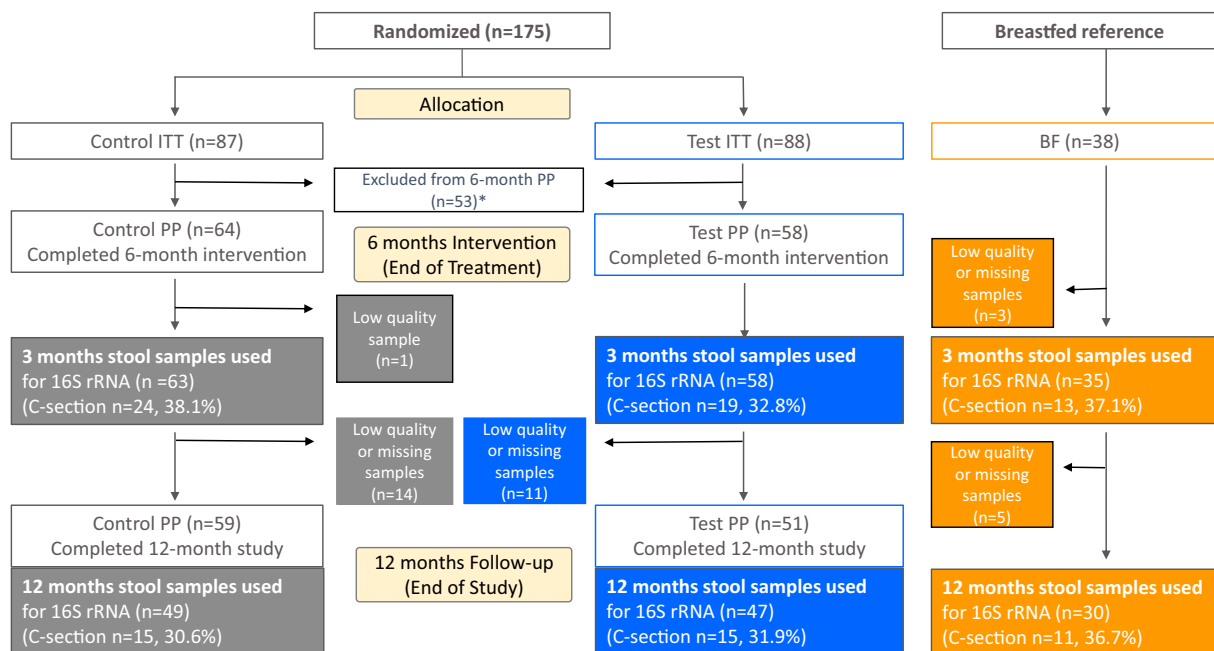 Randomized (n=175)
Breastfed reference
Allocation
Control ITT (n=87)
Test ITT (n=88)
BF (n=38)
Excluded from 6-month PP
(n=53)*
Control PP (n=64)
Completed 6-month intervention
6 months Intervention
(End of Treatment)
Test PP (n=58)
Completed 6-month intervention
Low quality
or missing
samples
(n=3)
Low quality
sample
(n=1)
3 months stool samples used
for 16S rRNA (n =63)
(C-section n=24, 38.1%)
3 months stool samples used
for 16S rRNA (n=58)
(C-section n=19, 32.8%)
3 months stool samples used
for 16S rRNA (n=35)
(C-section n=13, 37.1%)
Low quality
or missing
samples
(n=14)
Low quality
or missing
samples
(n=11)
Low quality
or missing
samples
(n=5)
Control PP (n=59)
Completed 12-month study
12 months Follow-up
(End of Study)
Test PP (n=51)
Completed 12-month study
12 months stool samples used
for 16S rRNA (n=49)
(C-section n=15, 30.6%)
12 months stool samples used
for 16S rRNA (n=47)
(C-section n=15, 31.9%)
12 months stool samples used
for 16S rRNA (n=30)
(C-section n=11, 36.7%)